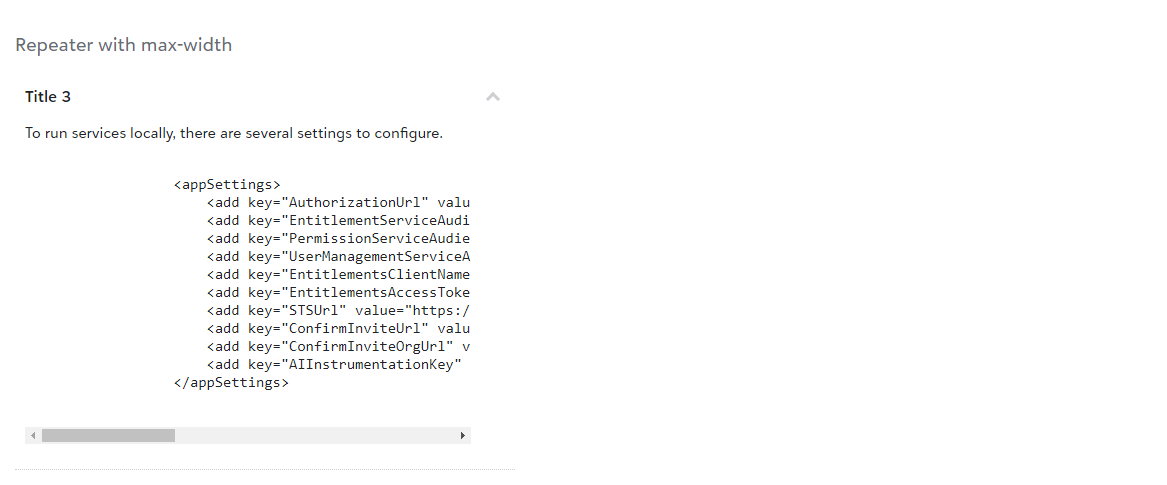 Repeater with max-width
Title 3
To run services locally, there are several settings to configure.
<appSettings>
<add key="AuthorizationUrl" valu
<add key="EntitlementServiceAudi
<add key="PermissionServiceAudie
<add key="UserManagementServiceA
<add key="EntitlementsClientName
<add key="EntitlementsAccessToke
<add key="STSUrl" value="https:/
<add key="ConfirmInviteUrl" valu
<add key="ConfirmInviteOrgUrl" v
<add key="AIInstrumentationKey"
</appSettings>